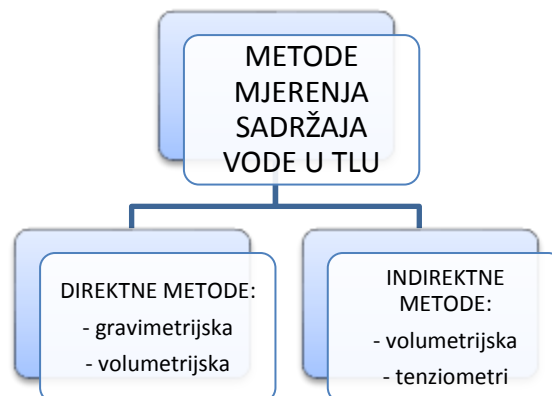 METODE
MJERENJA
SADRŽAJA
VODE U TLU
DIREKTNE METODE:
- gravimetrijska
- volumetrijska
INDIREKTNE
METODE:
- volumetrijska
- tenziometri